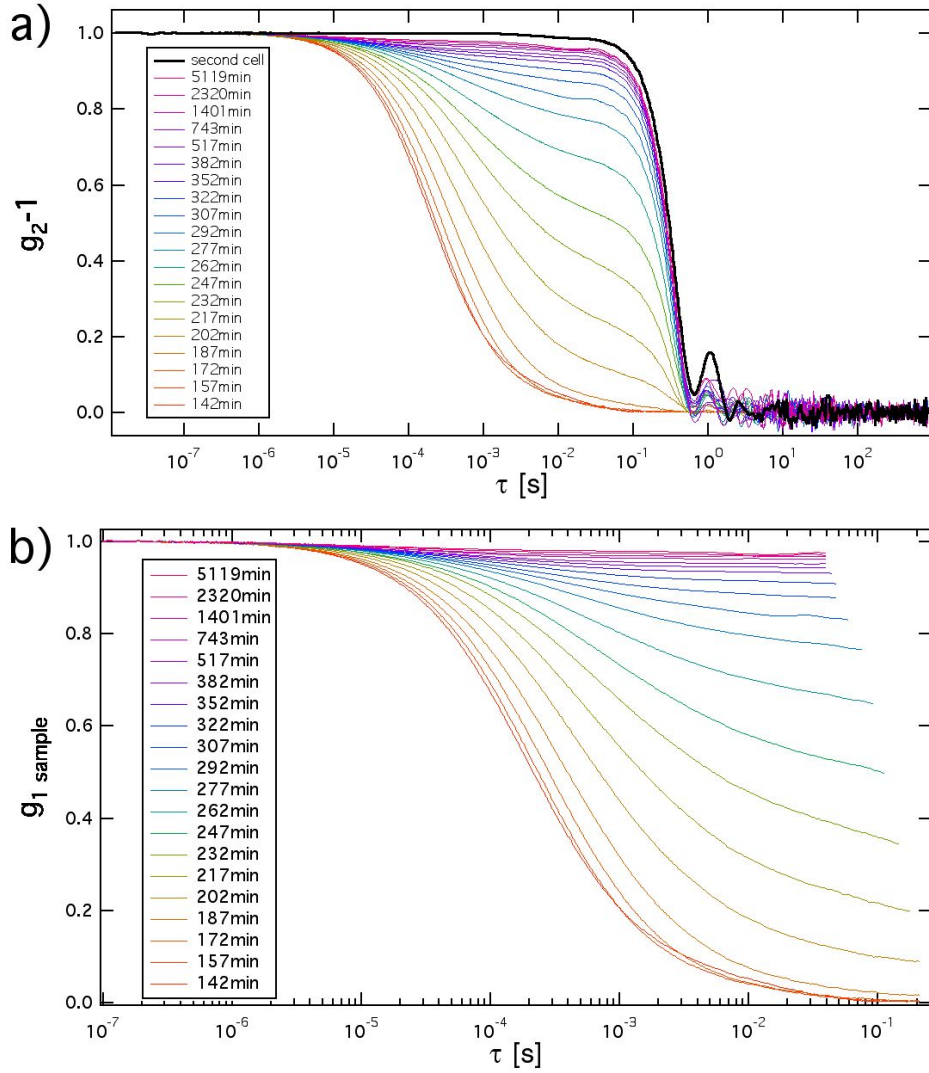 a)
1.0
0.8
0.6
0.4
0.2
0.0
g₂-1
second cell
5119min
2320min
1401min
743min
517min
382min
352min
322min
307min
292min
277min
262min
247min
232min
217min
202min
187min
172min
157min
142min
10⁻⁷ 10⁻⁶ 10⁻⁵ 10⁻⁴ 10⁻³ 10⁻² 10⁻¹ 10⁰ 10¹ 10²
τ [s]
b)
1.0
0.8
0.6
0.4
0.2
0.0
g₁ sample
5119min
2320min
1401min
743min
517min
382min
352min
322min
307min
292min
277min
262min
247min
232min
217min
202min
187min
172min
157min
142min
10⁻⁷ 10⁻⁶ 10⁻⁵ 10⁻⁴ 10⁻³ 10⁻² 10⁻¹
τ [s]